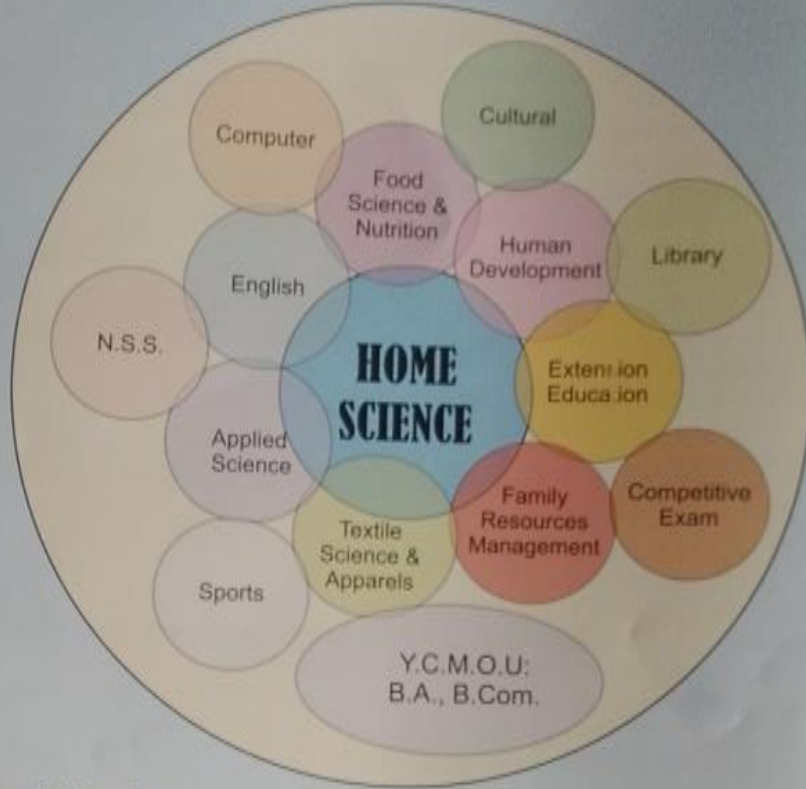 Computer
Cultural
Food
Science &
Nutrition
Human
Development
Library
English
N.S.S.
HOME
SCIENCE
Extension
Education
Applied
Science
Family
Resources
Management
Competitive
Exam
Textile
Science &
Apparels
Sports
Y.C.M.O.U:
B.A., B.Com.